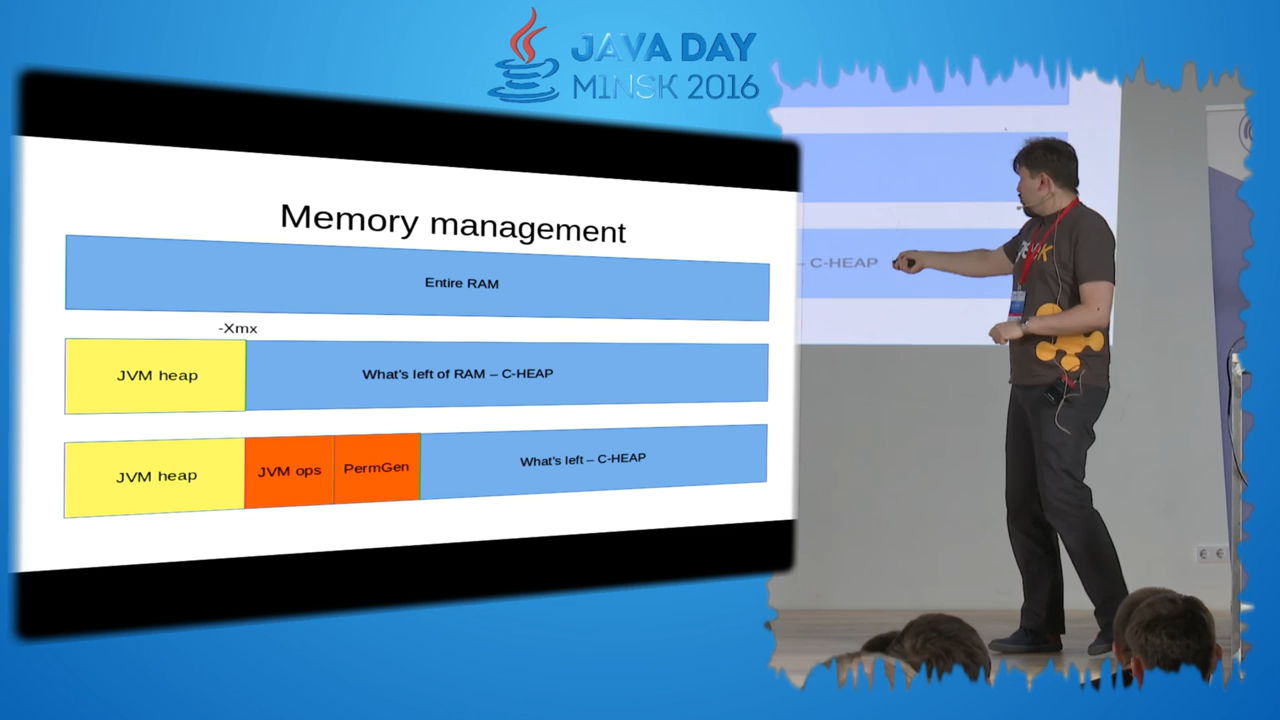 JAVA DAY
MINSK 2016
Memory management
Entire RAM
-Xmx
JVM heap
What's left of RAM – C-HEAP
JVM heap
JVM ops
PermGen
What's left – C-HEAP
– C-HEAP